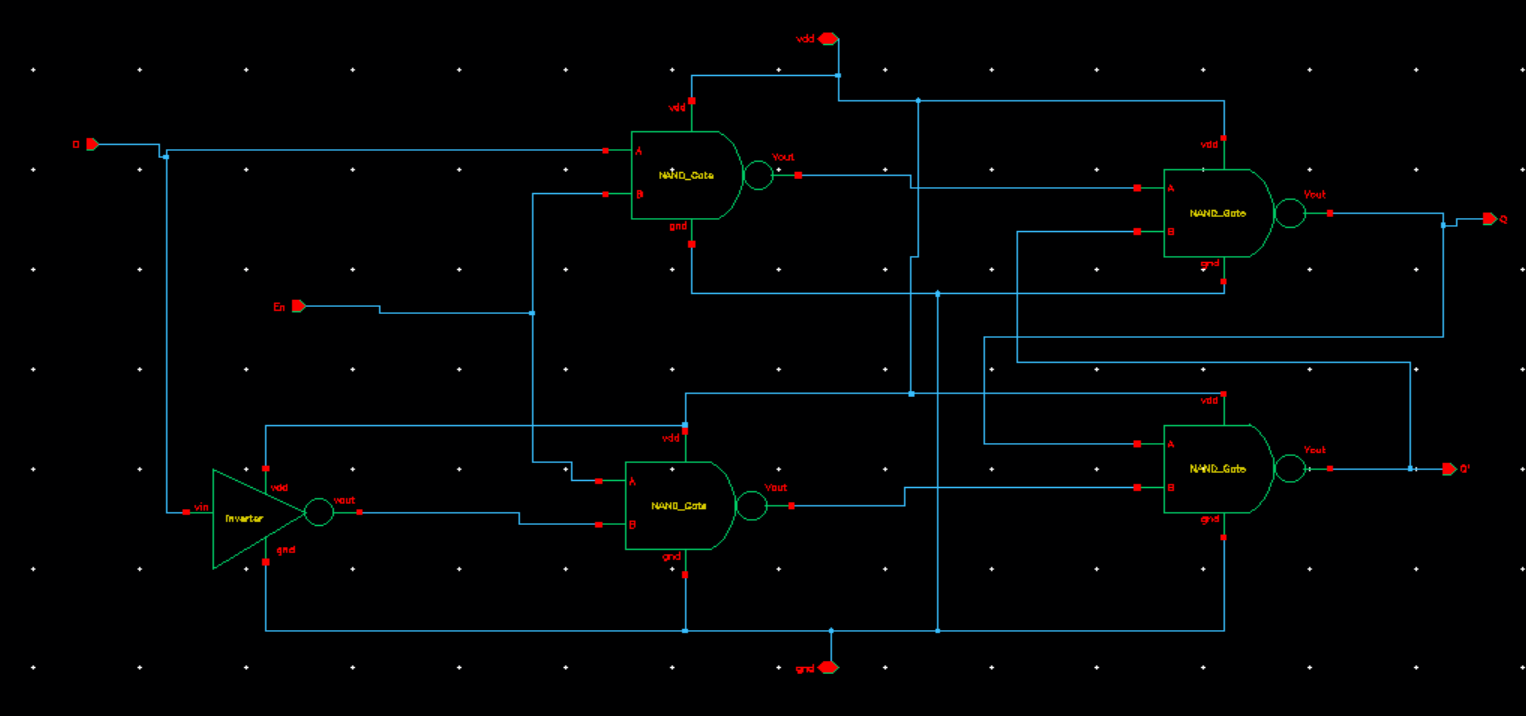 vdd
vdd
D
A
NAND_Gate
Vout
B
gnd
vdd
A
NAND_Gate
Vout
B
gnd
Q
En
vdd
A
NAND_Gate
Vout
B
gnd
Q'
vdd
A
NAND_Gate
Vout
B
gnd
vdd
vin
Inverter
vout
gnd
gnd